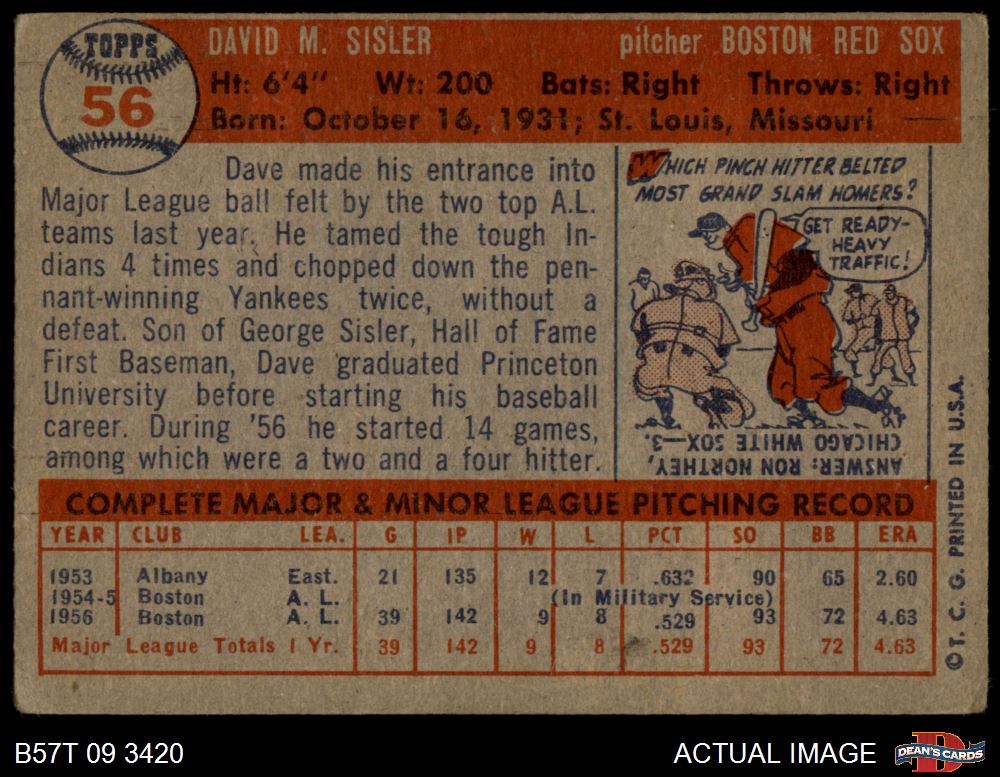 TOPPS
56
DAVID M. SISLER pitcher BOSTON RED SOX
Ht: 6'4" Wt: 200 Bats: Right Throws: Right
Born: October 16, 1931; St. Louis, Missouri
Dave made his entrance into
Major League ball felt by the two top A.L.
teams last year. He tamed the tough In-
dians 4 times and chopped down the pen-
nant-winning Yankees twice, without a
defeat. Son of George Sisler, Hall of Fame
First Baseman, Dave graduated Princeton
University before starting his baseball
career. During '56 he started 14 games,
among which were a two and a four hitter.
WHICH PINCH HITTER BELTED
MOST GRAND SLAM HOMERS?
GET READY-
HEAVY
TRAFFIC!
ANSWER: RON NORTHEY,
CHICAGO WHITE SOX—3.
COMPLETE MAJOR & MINOR LEAGUE PITCHING RECORD
YEAR CLUB LEA. G IP W L PCT SO BB ERA
1953 Albany East. 21 135 12 7 .632 90 65 2.60
1954-5 Boston A. L. (In Military Service)
1956 Boston A. L. 39 142 9 8 .529 93 72 4.63
Major League Totals 1 Yr. 39 142 9 8 .529 93 72 4.63
© T. C. G. PRINTED IN U.S.A.
B57T 09 3420 ACTUAL IMAGE
DEAN'S CARDS